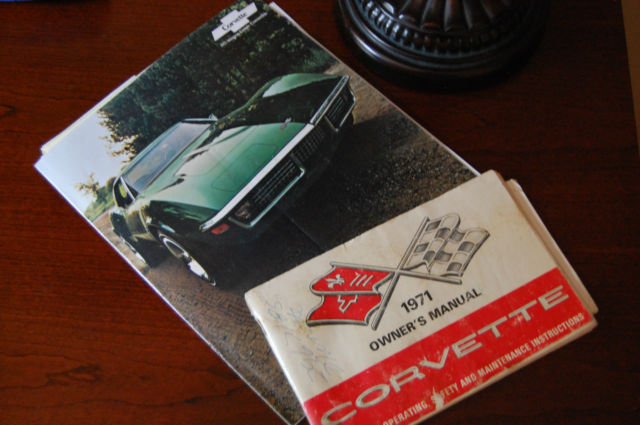 Corvette
1971
OWNER'S MANUAL
CORVETTE
OPERATING, SAFETY AND MAINTENANCE INSTRUCTIONS